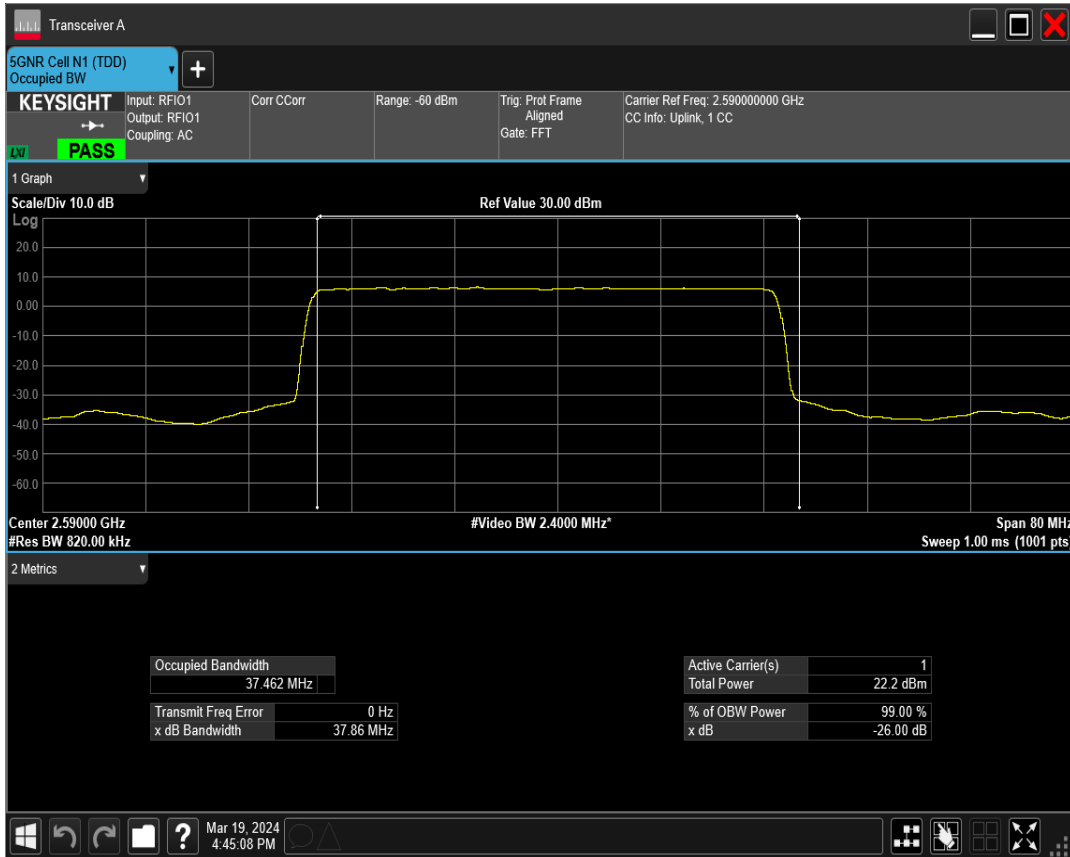 Transceiver A
5GNR Cell N1 (TDD)
Occupied BW
+
KEYSIGHT
LXI
PASS
Input: RFIO1
Output: RFIO1
Coupling: AC
Corr CCorr
Range: -60 dBm
Trig: Prot Frame
Aligned
Gate: FFT
Carrier Ref Freq: 2.590000000 GHz
CC Info: Uplink, 1 CC
1 Graph
Scale/Div 10.0 dB
Ref Value 30.00 dBm
Log
20.0
10.0
0.00
-10.0
-20.0
-30.0
-40.0
-50.0
-60.0
Center 2.59000 GHz
#Video BW 2.4000 MHz*
Span 80 MHz
#Res BW 820.00 kHz
Sweep 1.00 ms (1001 pts)
2 Metrics
Occupied Bandwidth
37.462 MHz
Transmit Freq Error 0 Hz
x dB Bandwidth 37.86 MHz
Active Carrier(s) 1
Total Power 22.2 dBm
% of OBW Power 99.00 %
x dB -26.00 dB
?
Mar 19, 2024
4:45:08 PM